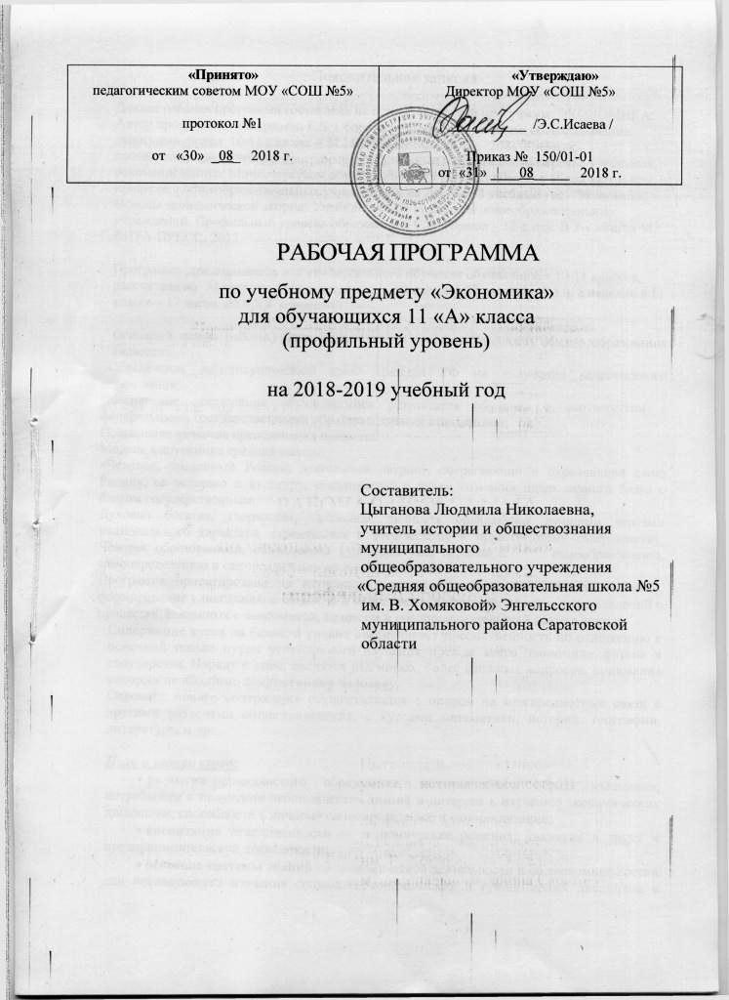 «Принято»
педагогическим советом МОУ «СОШ №5»
протокол №1
от «30» 08 2018 г.
«Утверждаю»
Директор МОУ «СОШ №5»
/Э.С.Исаева /
Приказ № 150/01-01
от «31» 08 2018 г.
РАБОЧАЯ ПРОГРАММА
по учебному предмету «Экономика»
для обучающихся 11 «А» класса
(профильный уровень)
на 2018-2019 учебный год
Составитель:
Цыганова Людмила Николаевна,
учитель истории и обществознания
муниципального
общеобразовательного учреждения
«Средняя общеобразовательная школа №5
им. В. Хомяковой» Энгельсского
муниципального района Саратовской
области